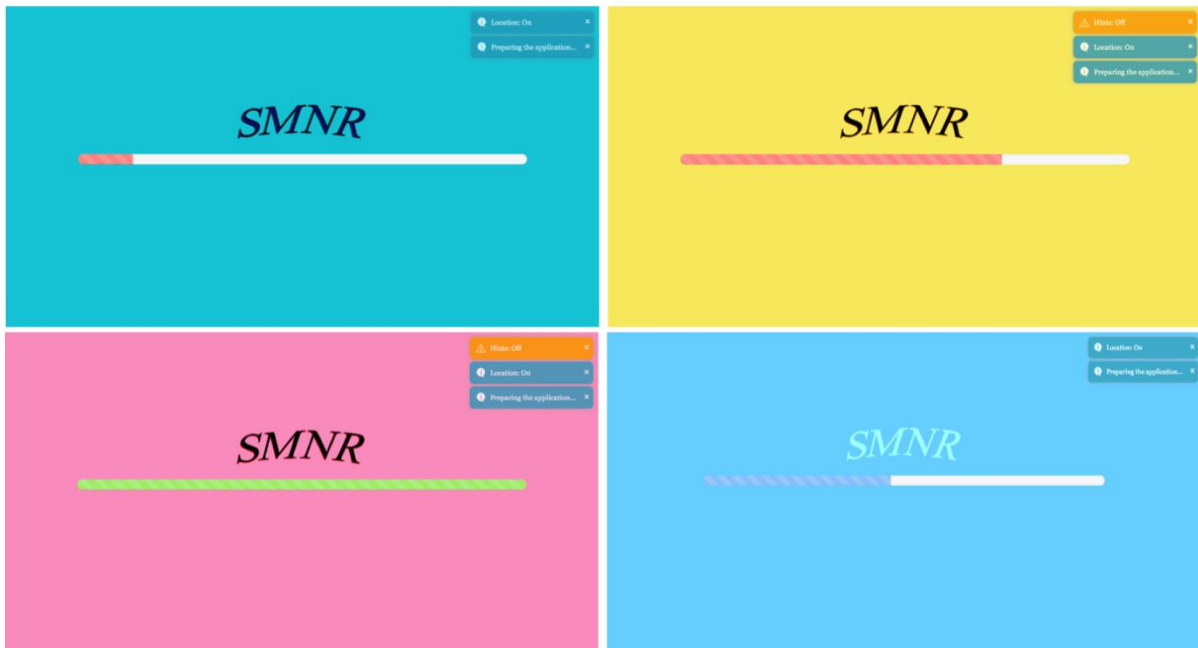 Location: On
Preparing the application...
SMNR
Hints: Off
Location: On
Preparing the application...
SMNR
Hints: Off
Location: On
Preparing the application...
SMNR
Location: On
Preparing the application...
SMNR